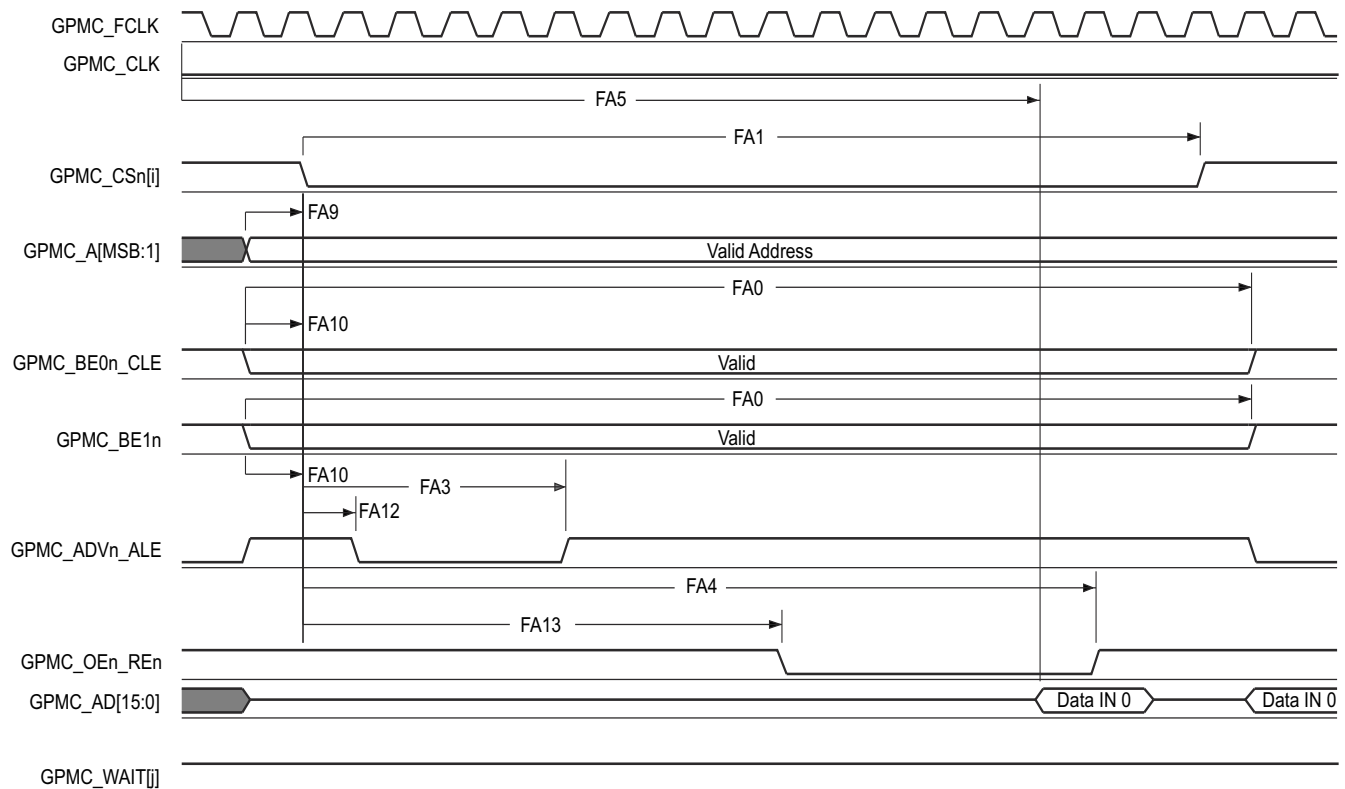 GPMC_FCLK
GPMC_CLK
FA5
FA1
GPMC_CSn[i]
FA9
GPMC_A[MSB:1]
Valid Address
FA0
FA10
GPMC_BE0n_CLE
Valid
FA0
GPMC_BE1n
Valid
FA10
FA3
FA12
GPMC_ADVn_ALE
FA4
FA13
GPMC_OEn_REn
GPMC_AD[15:0]
Data IN 0
Data IN 0
GPMC_WAIT[j]